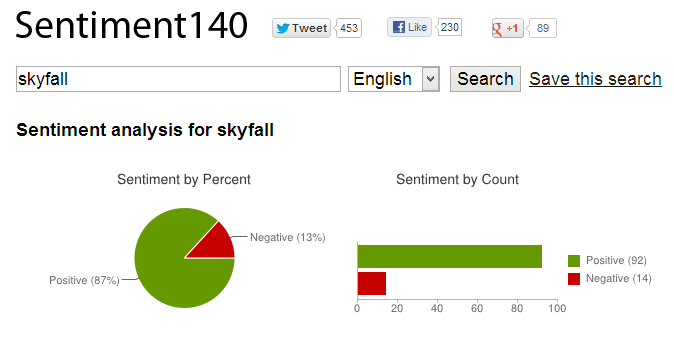 Sentiment140
Tweet 453
Like 230
+1 89
skyfall English Search Save this search
Sentiment analysis for skyfall
Sentiment by Percent
Negative (13%)
Positive (87%)
Sentiment by Count
Positive (92)
Negative (14)
0 20 40 60 80 100